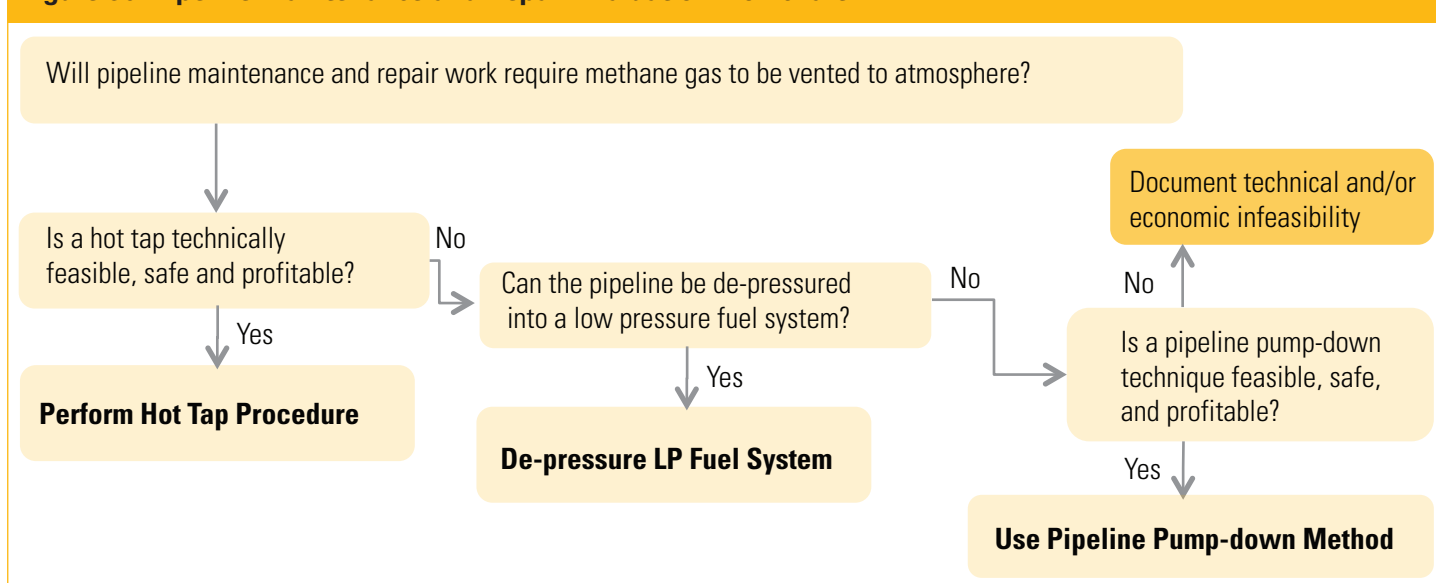 Will pipeline maintenance and repair work require methane gas to be vented to atmosphere?
Is a hot tap technically
feasible, safe and profitable?
No
Yes
Perform Hot Tap Procedure
Can the pipeline be de-pressured
into a low pressure fuel system?
No
Yes
De-pressure LP Fuel System
Document technical and/or
economic infeasibility
No
Is a pipeline pump-down
technique feasible, safe,
and profitable?
Yes
Use Pipeline Pump-down Method